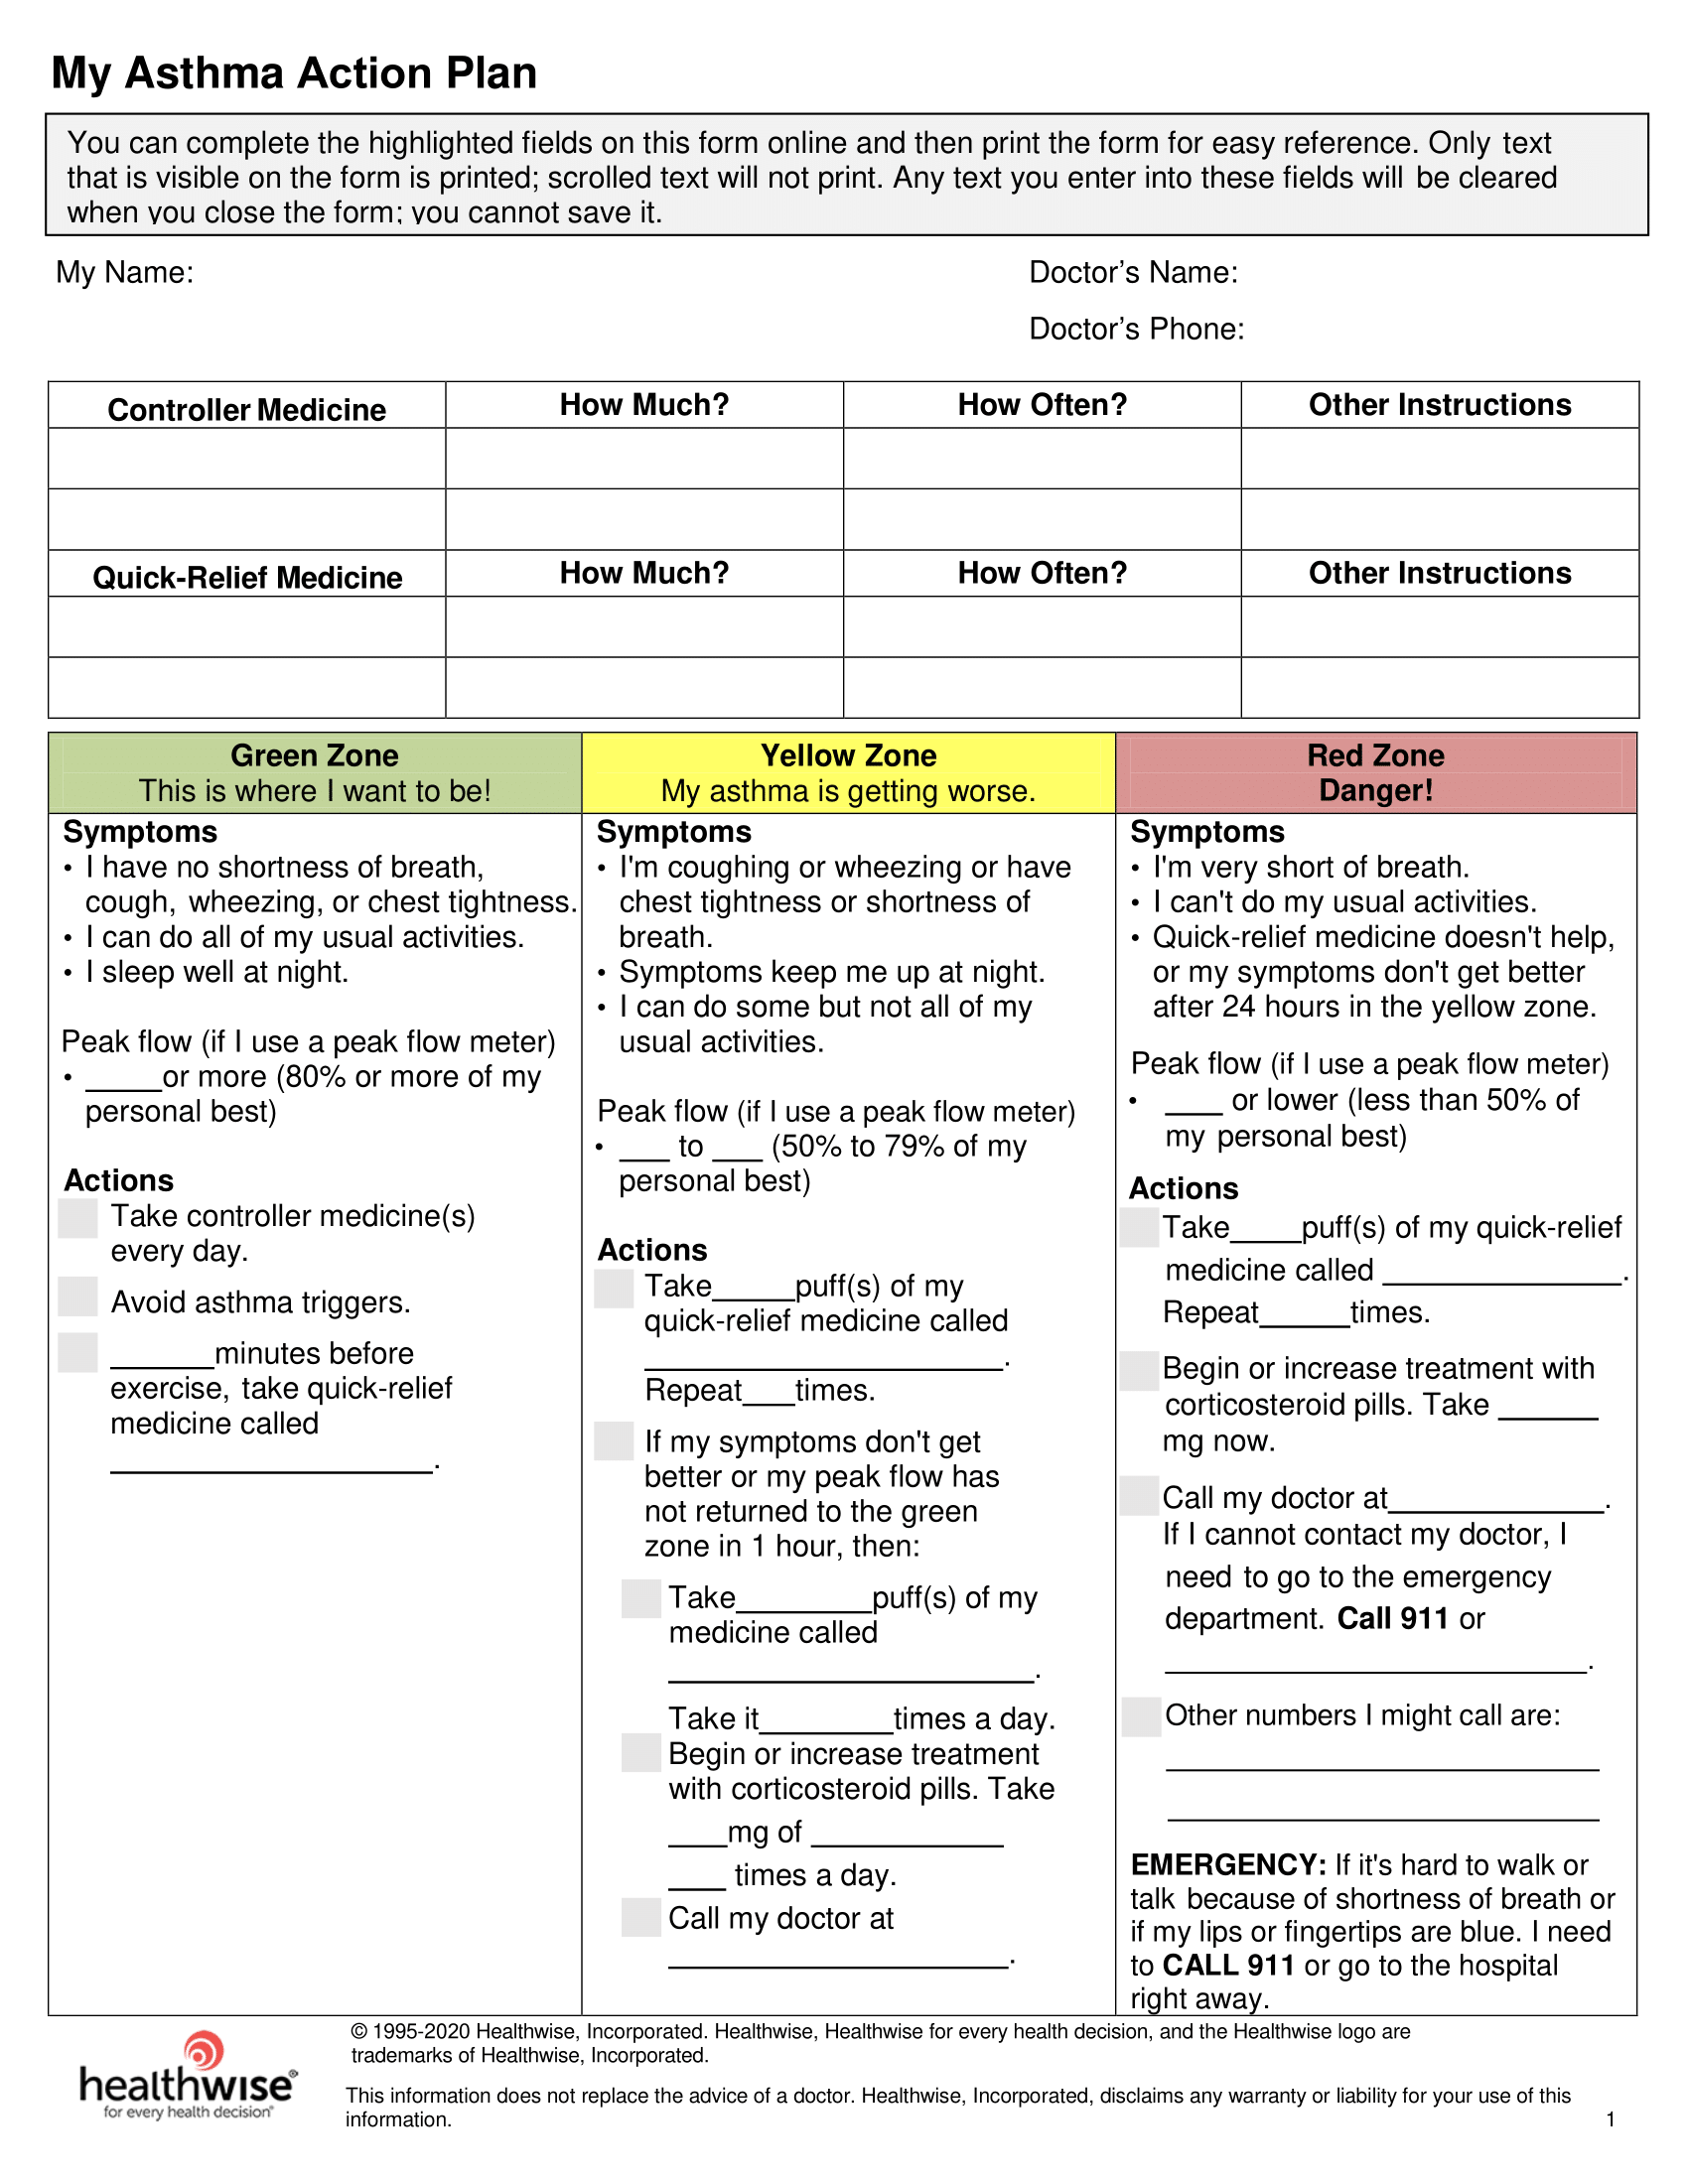 My Asthma Action Plan
You can complete the highlighted fields on this form online and then print the form for easy reference. Only text
that is visible on the form is printed; scrolled text will not print. Any text you enter into these fields will be cleared
when you close the form; you cannot save it.
My Name:
Doctor’s Name:
Doctor’s Phone:
Controller Medicine How Much? How Often? Other Instructions
Quick-Relief Medicine How Much? How Often? Other Instructions
Green Zone
This is where I want to be!
Symptoms
• I have no shortness of breath,
cough, wheezing, or chest tightness.
• I can do all of my usual activities.
• I sleep well at night.
Peak flow (if I use a peak flow meter)
• _____or more (80% or more of my
personal best)
Actions
Take controller medicine(s)
every day.
Avoid asthma triggers.
______minutes before
exercise, take quick-relief
medicine called
___________________.
Yellow Zone
My asthma is getting worse.
Symptoms
• I'm coughing or wheezing or have
chest tightness or shortness of
breath.
• Symptoms keep me up at night.
• I can do some but not all of my
usual activities.
Peak flow (if I use a peak flow meter)
• ___ to ___ (50% to 79% of my
personal best)
Actions
Take_____puff(s) of my
quick-relief medicine called
_____________________.
Repeat___times.
If my symptoms don't get
better or my peak flow has
not returned to the green
zone in 1 hour, then:
Take________puff(s) of my
medicine called
______________________.
Take it________times a day.
Begin or increase treatment
with corticosteroid pills. Take
____mg of ____________
____ times a day.
Call my doctor at
____________________.
Red Zone
Danger!
Symptoms
• I'm very short of breath.
• I can't do my usual activities.
• Quick-relief medicine doesn't help,
or my symptoms don't get better
after 24 hours in the yellow zone.
Peak flow (if I use a peak flow meter)
• ____ or lower (less than 50% of
my personal best)
Actions
Take____puff(s) of my quick-relief
medicine called ______________.
Repeat_____times.
Begin or increase treatment with
corticosteroid pills. Take ______
mg now.
Call my doctor at_____________.
If I cannot contact my doctor, I
need to go to the emergency
department. Call 911 or
_________________________.
Other numbers I might call are:
__________________________
__________________________
EMERGENCY: If it's hard to walk or
talk because of shortness of breath or
if my lips or fingertips are blue. I need
to CALL 911 or go to the hospital
right away.
healthwise®
for every health decision®
© 1995-2020 Healthwise, Incorporated. Healthwise, Healthwise for every health decision, and the Healthwise logo are
trademarks of Healthwise, Incorporated.
This information does not replace the advice of a doctor. Healthwise, Incorporated, disclaims any warranty or liability for your use of this
information.
1